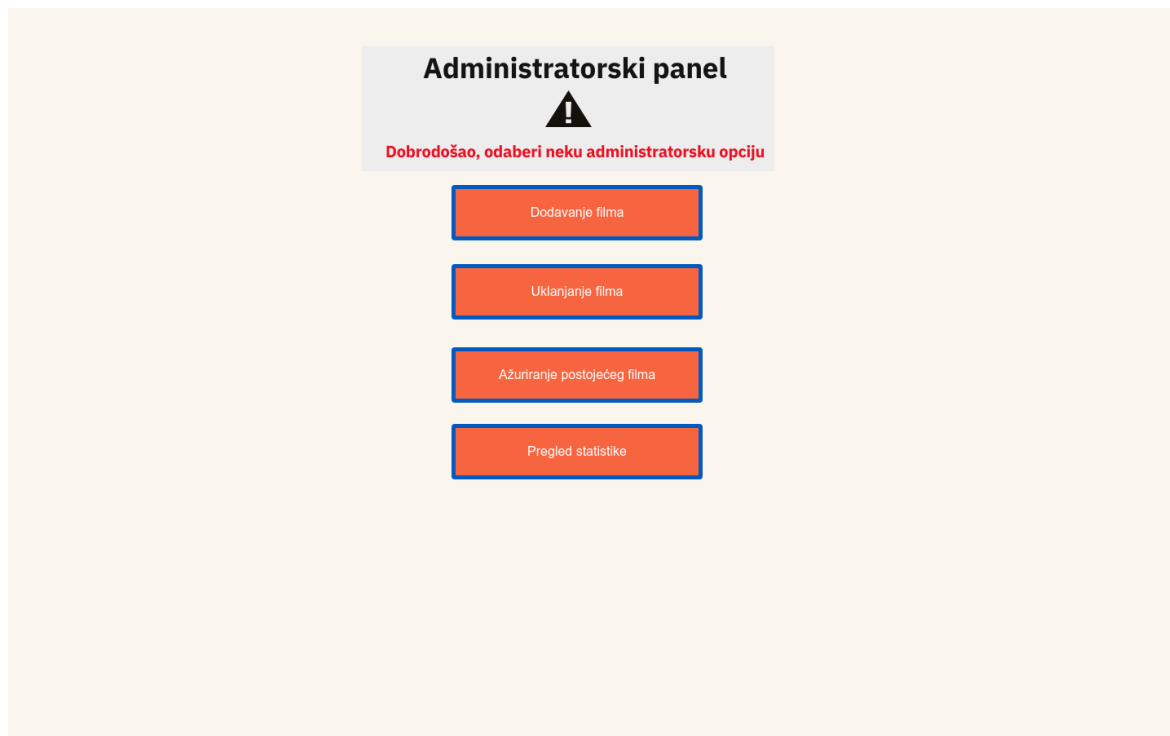 Administratorski panel
Dobrodošao, odaberi neku administratorsku opciju
Dodavanje filma
Uklanjanje filma
Ažuriranje postojećeg filma
Pregled statistike